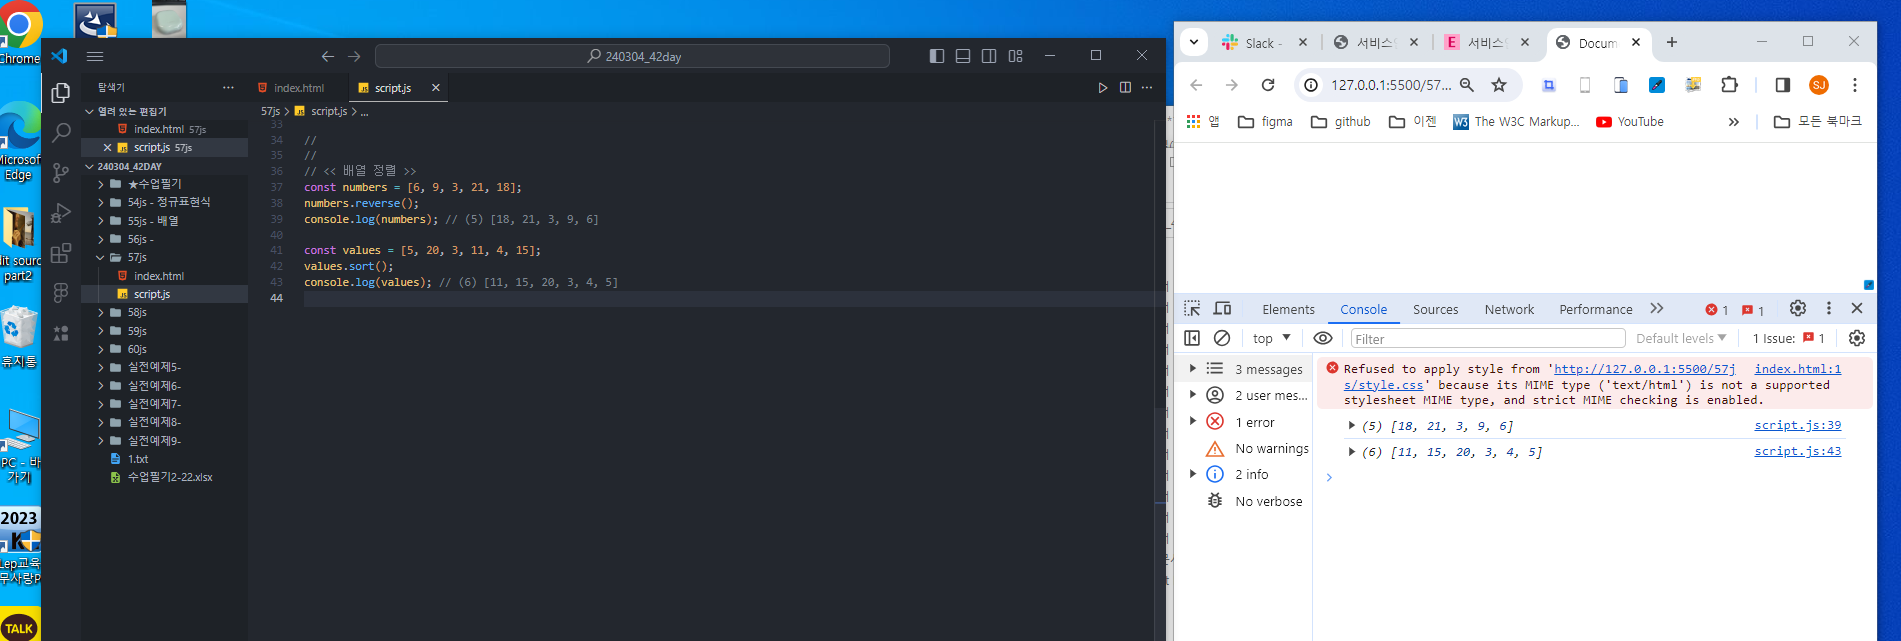 Chrome
Microsof
Edge
dit sourc
part2
휴지통
PC - 바
가기
2023
Lep교육
무사랑P
TALK
240304_42day
탐색기
열려 있는 편집기
index.html 57js
script.js 57js
240304_42DAY
★수업필기
54js - 정규표현식
55js - 배열
56js -
57js
index.html
script.js
58js
59js
60js
실전예제5-
실전예제6-
실전예제7-
실전예제8-
실전예제9-
1.txt
수업필기2-22.xlsx
index.html
script.js
57js > script.js > ...
33
34 //
35 //
36 // << 배열 정렬 >>
37 const numbers = [6, 9, 3, 21, 18];
38 numbers.reverse();
39 console.log(numbers); // (5) [18, 21, 3, 9, 6]
40
41 const values = [5, 20, 3, 11, 4, 15];
42 values.sort();
43 console.log(values); // (6) [11, 15, 20, 3, 4, 5]
44
Slack -
서비스
서비스
Docum
127.0.0.1:5500/57...
SJ
앱
figma
github
이젠
W3 The W3C Markup...
YouTube
모든 북마크
Elements Console Sources Network Performance 1 1
top Filter Default levels 1 Issue: 1
3 messages
2 user mes...
1 error
No warnings
2 info
No verbose
Refused to apply style from 'http://127.0.0.1:5500/57j index.html:1
s/style.css' because its MIME type ('text/html') is not a supported
stylesheet MIME type, and strict MIME checking is enabled.
(5) [18, 21, 3, 9, 6] script.js:39
(6) [11, 15, 20, 3, 4, 5] script.js:43